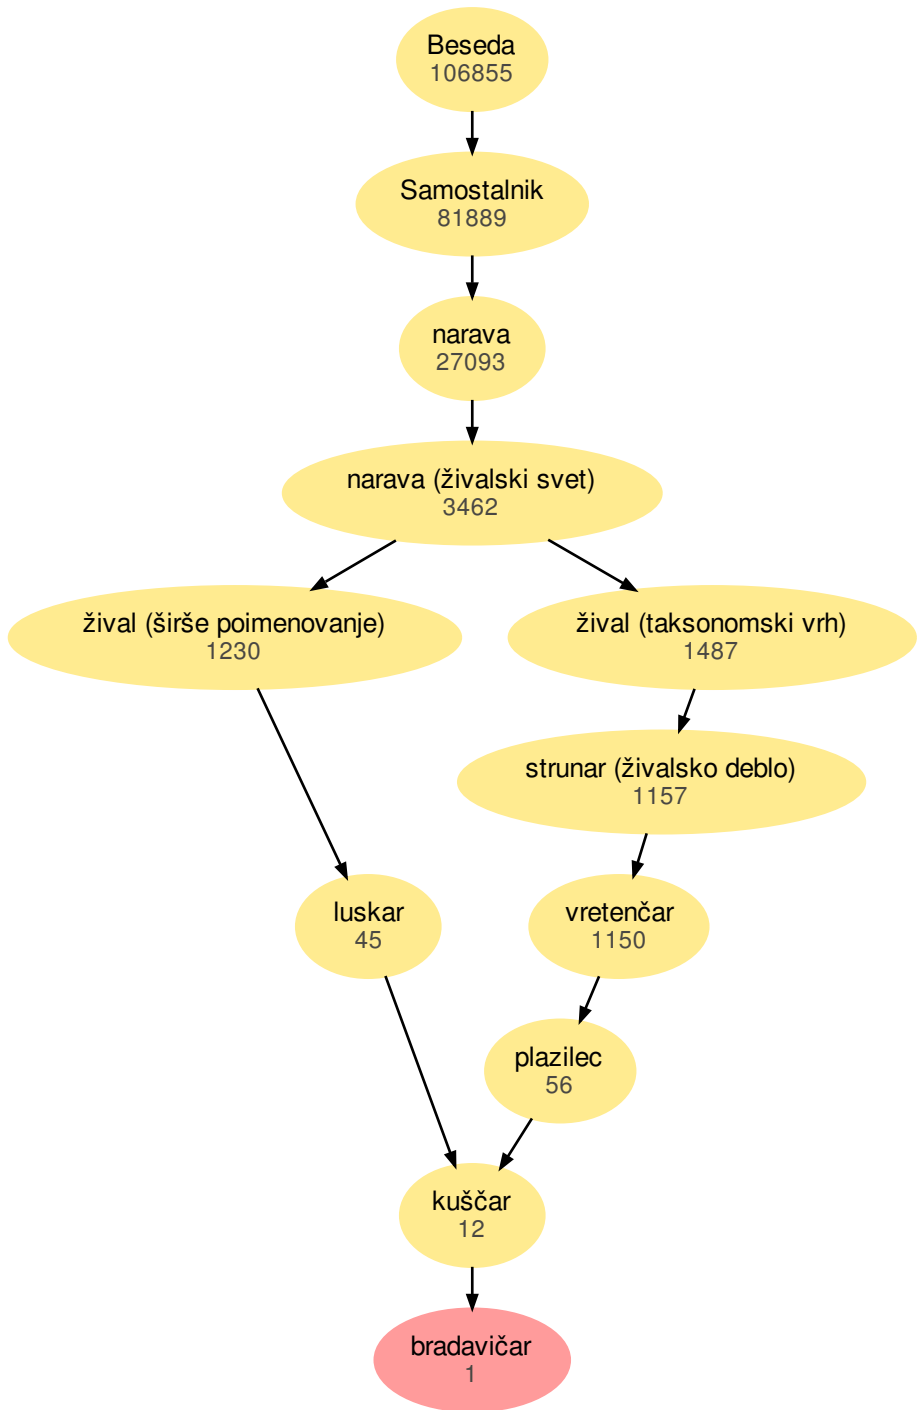 Beseda
106855
Samostalnik
81889
narava
27093
narava (živalski svet)
3462
žival (širše poimenovanje)
1230
žival (taksonomski vrh)
1487
strunar (živalsko deblo)
1157
luskar
45
vretenčar
1150
plazilec
56
kuščar
12
bradavičar
1